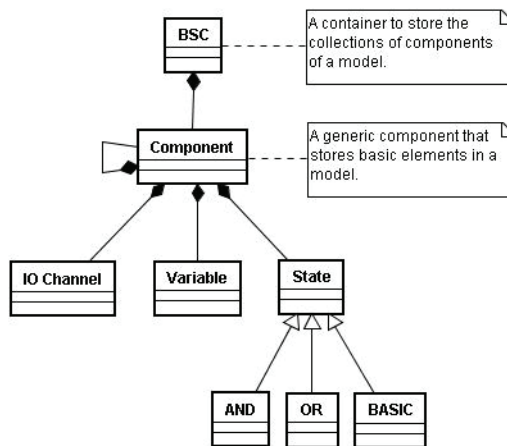 BSC
A container to store the
collections of components
of a model.
Component
A generic component that
stores basic elements in a
model.
IO Channel
Variable
State
AND
OR
BASIC